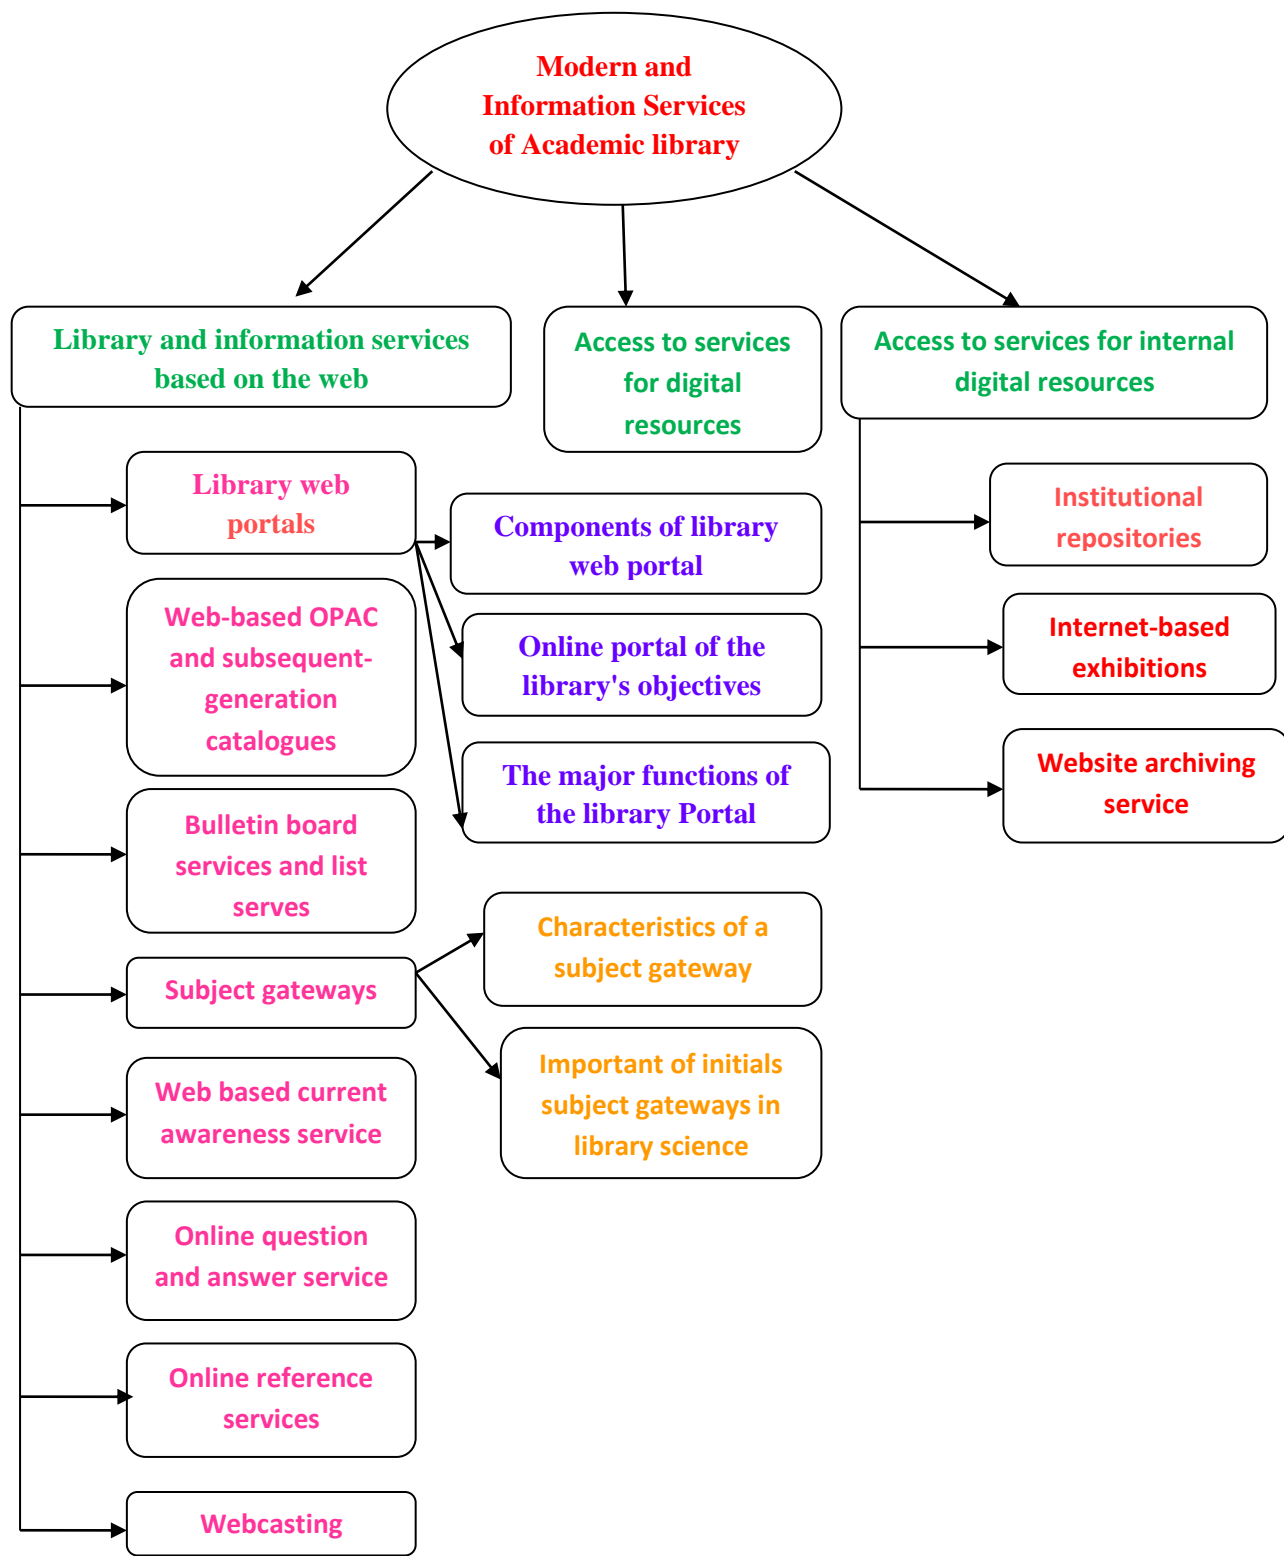 Modern and
Information Services
of Academic library
Library and information services
based on the web
Access to services
for digital
resources
Access to services for internal
digital resources
Library web
portals
Components of library
web portal
Online portal of the
library's objectives
The major functions of
the library Portal
Web-based OPAC
and subsequent-
generation
catalogues
Bulletin board
services and list
serves
Subject gateways
Characteristics of a
subject gateway
Important of initials
subject gateways in
library science
Web based current
awareness service
Online question
and answer service
Online reference
services
Webcasting
Institutional
repositories
Internet-based
exhibitions
Website archiving
service